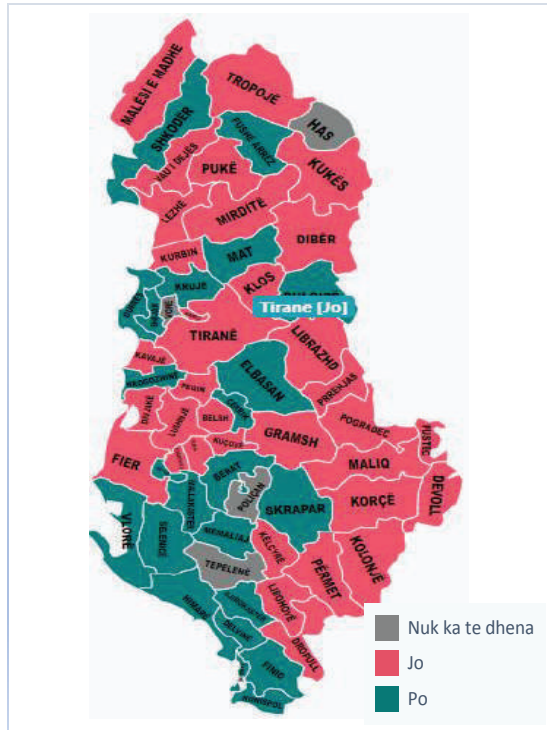 MALËSI E MADHE
TROPOJË
SHKODËR
HAS
FUSHË ARRËZ
VAU I DEJËS
PUKË
KUKËS
LEZHË
MIRDITË
DIBËR
KURBIN
MAT
KRUJË
KLOS
Tirane [Jo]
TIRANË
LIBRAZHD
KAVAJË
ELBASAN
PRRENJAS
PEQIN
DIVJAKË
LUSHNJE
BELSH
GRAMSH
POGRADEC
PUSTEC
KUÇOVË
FIER
MALIQ
BERAT
POLIÇAN
SKRAPAR
KORÇË
DEVOLL
VLORË
SELENICË
MEMALIAJ
KËLCYRË
PËRMET
KOLONJË
TEPELENË
HIMARË
LIBOHOVË
DELVINË
DROPULL
FINIQ
KONISPOL
Nuk ka te dhena
Jo
Po